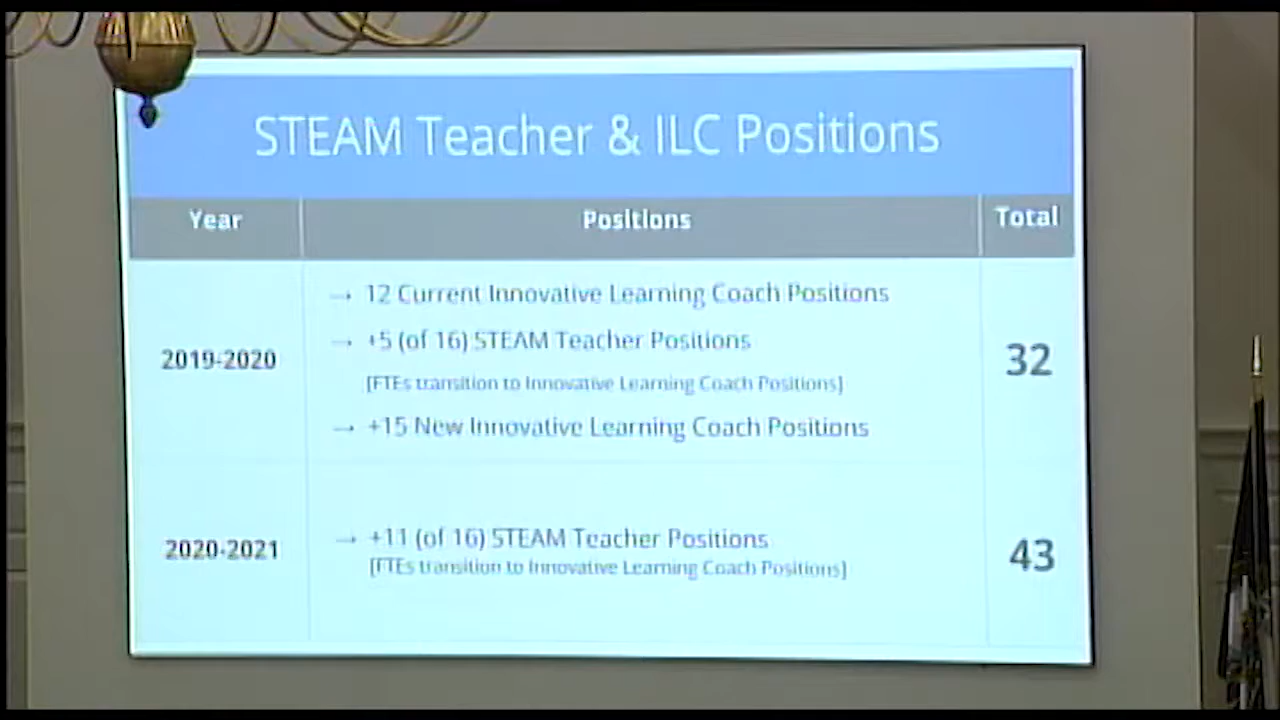 STEAM Teacher & ILC Positions
Year Positions Total
→ 12 Current Innovative Learning Coach Positions
→ +5 (of 16) STEAM Teacher Positions
2019-2020 32
[FTEs transition to Innovative Learning Coach Positions]
→ +15 New Innovative Learning Coach Positions
→ +11 (of 16) STEAM Teacher Positions
2020-2021 43
[FTEs transition to Innovative Learning Coach Positions]